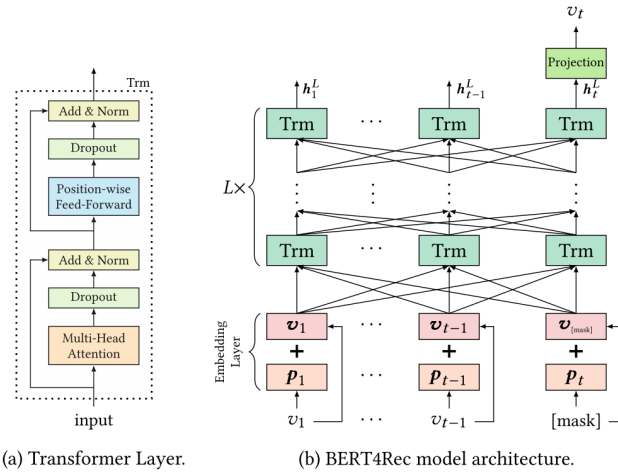 v_t
Projection
Trm
h_1^L
h_{t-1}^L
h_t^L
Add & Norm
Trm
· · ·
Trm
Trm
Dropout
Position-wise
Feed-Forward
L×
Add & Norm
Trm
· · ·
Trm
Trm
Dropout
Multi-Head
Attention
Embedding
Layer
v_1
· · ·
v_{t-1}
v_[mask]
+
+
+
p_1
· · ·
p_{t-1}
p_t
input
v_1
· · ·
v_{t-1}
[mask]
(a) Transformer Layer.
(b) BERT4Rec model architecture.